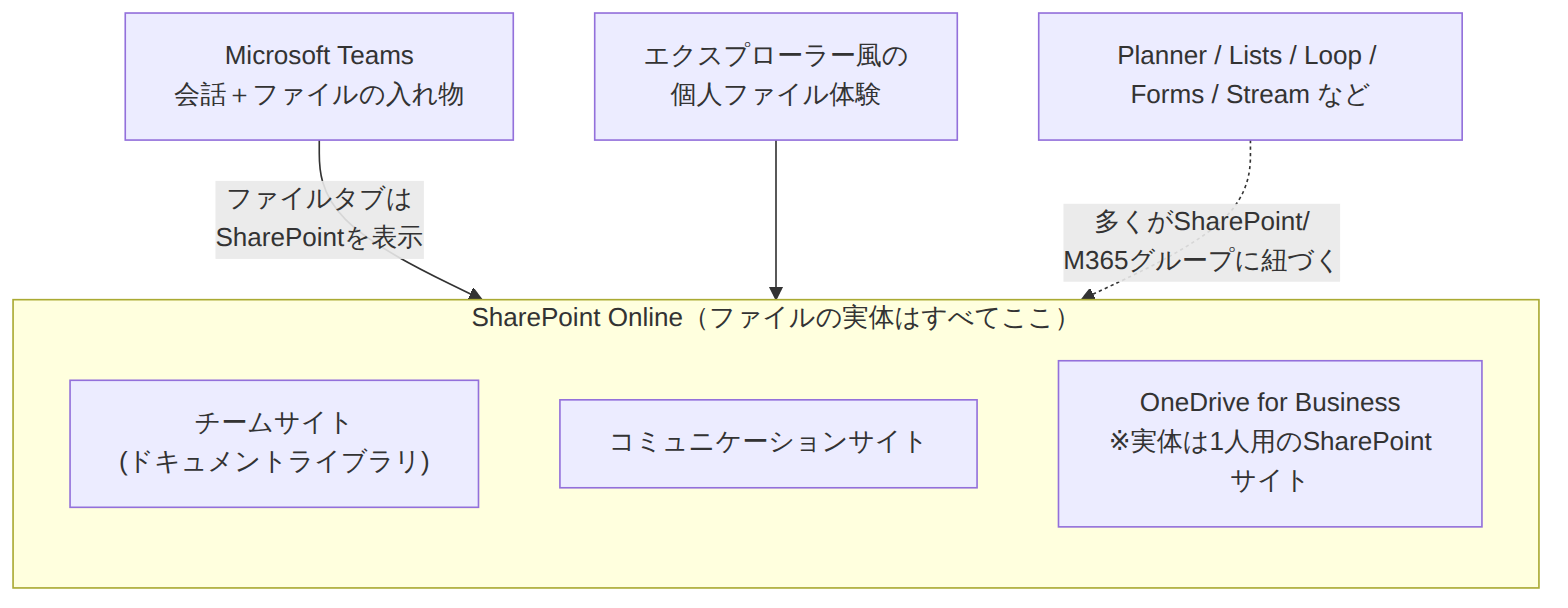 Microsoft Teams
会話＋ファイルの入れ物
エクスプローラー風の
個人ファイル体験
Planner / Lists / Loop /
Forms / Stream など
ファイルタブは
SharePointを表示
多くがSharePoint/
M365グループに紐づく
SharePoint Online（ファイルの実体はすべてここ）
チームサイト
(ドキュメントライブラリ)
コミュニケーションサイト
OneDrive for Business
※実体は1人用のSharePoint
サイト